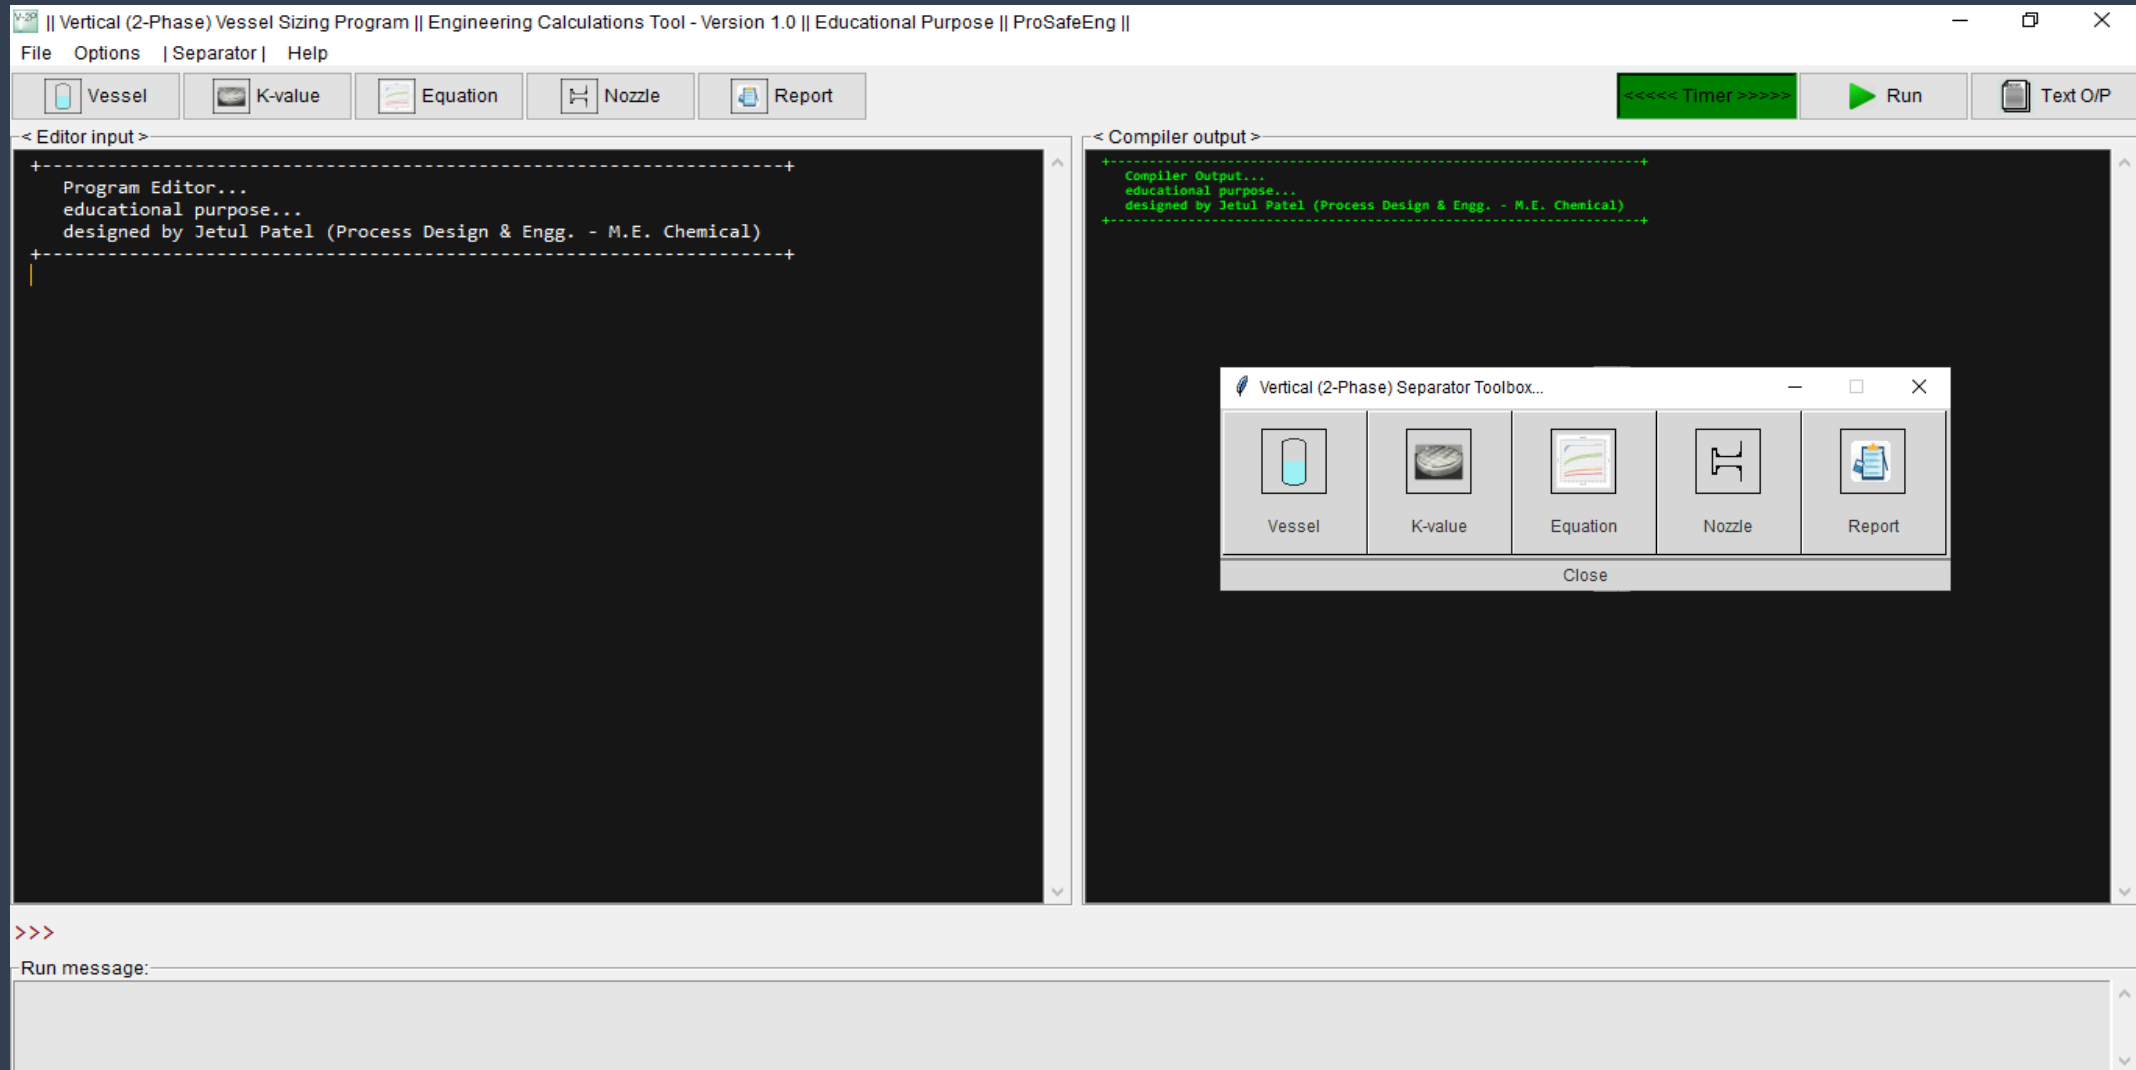 V-2P || Vertical (2-Phase) Vessel Sizing Program || Engineering Calculations Tool - Version 1.0 || Educational Purpose || ProSafeEng ||
File Options | Separator | Help
Vessel K-value Equation Nozzle Report <<<<< Timer >>>>> Run Text O/P
< Editor input >
+--------------------------------------------------------------------+
Program Editor...
educational purpose...
designed by Jetul Patel (Process Design & Engg. - M.E. Chemical)
+--------------------------------------------------------------------+
< Compiler output >
+--------------------------------------------------------------------+
Compiler Output...
educational purpose...
designed by Jetul Patel (Process Design & Engg. - M.E. Chemical)
+--------------------------------------------------------------------+
Vertical (2-Phase) Separator Toolbox...
Vessel K-value Equation Nozzle Report
Close
>>>
Run message: